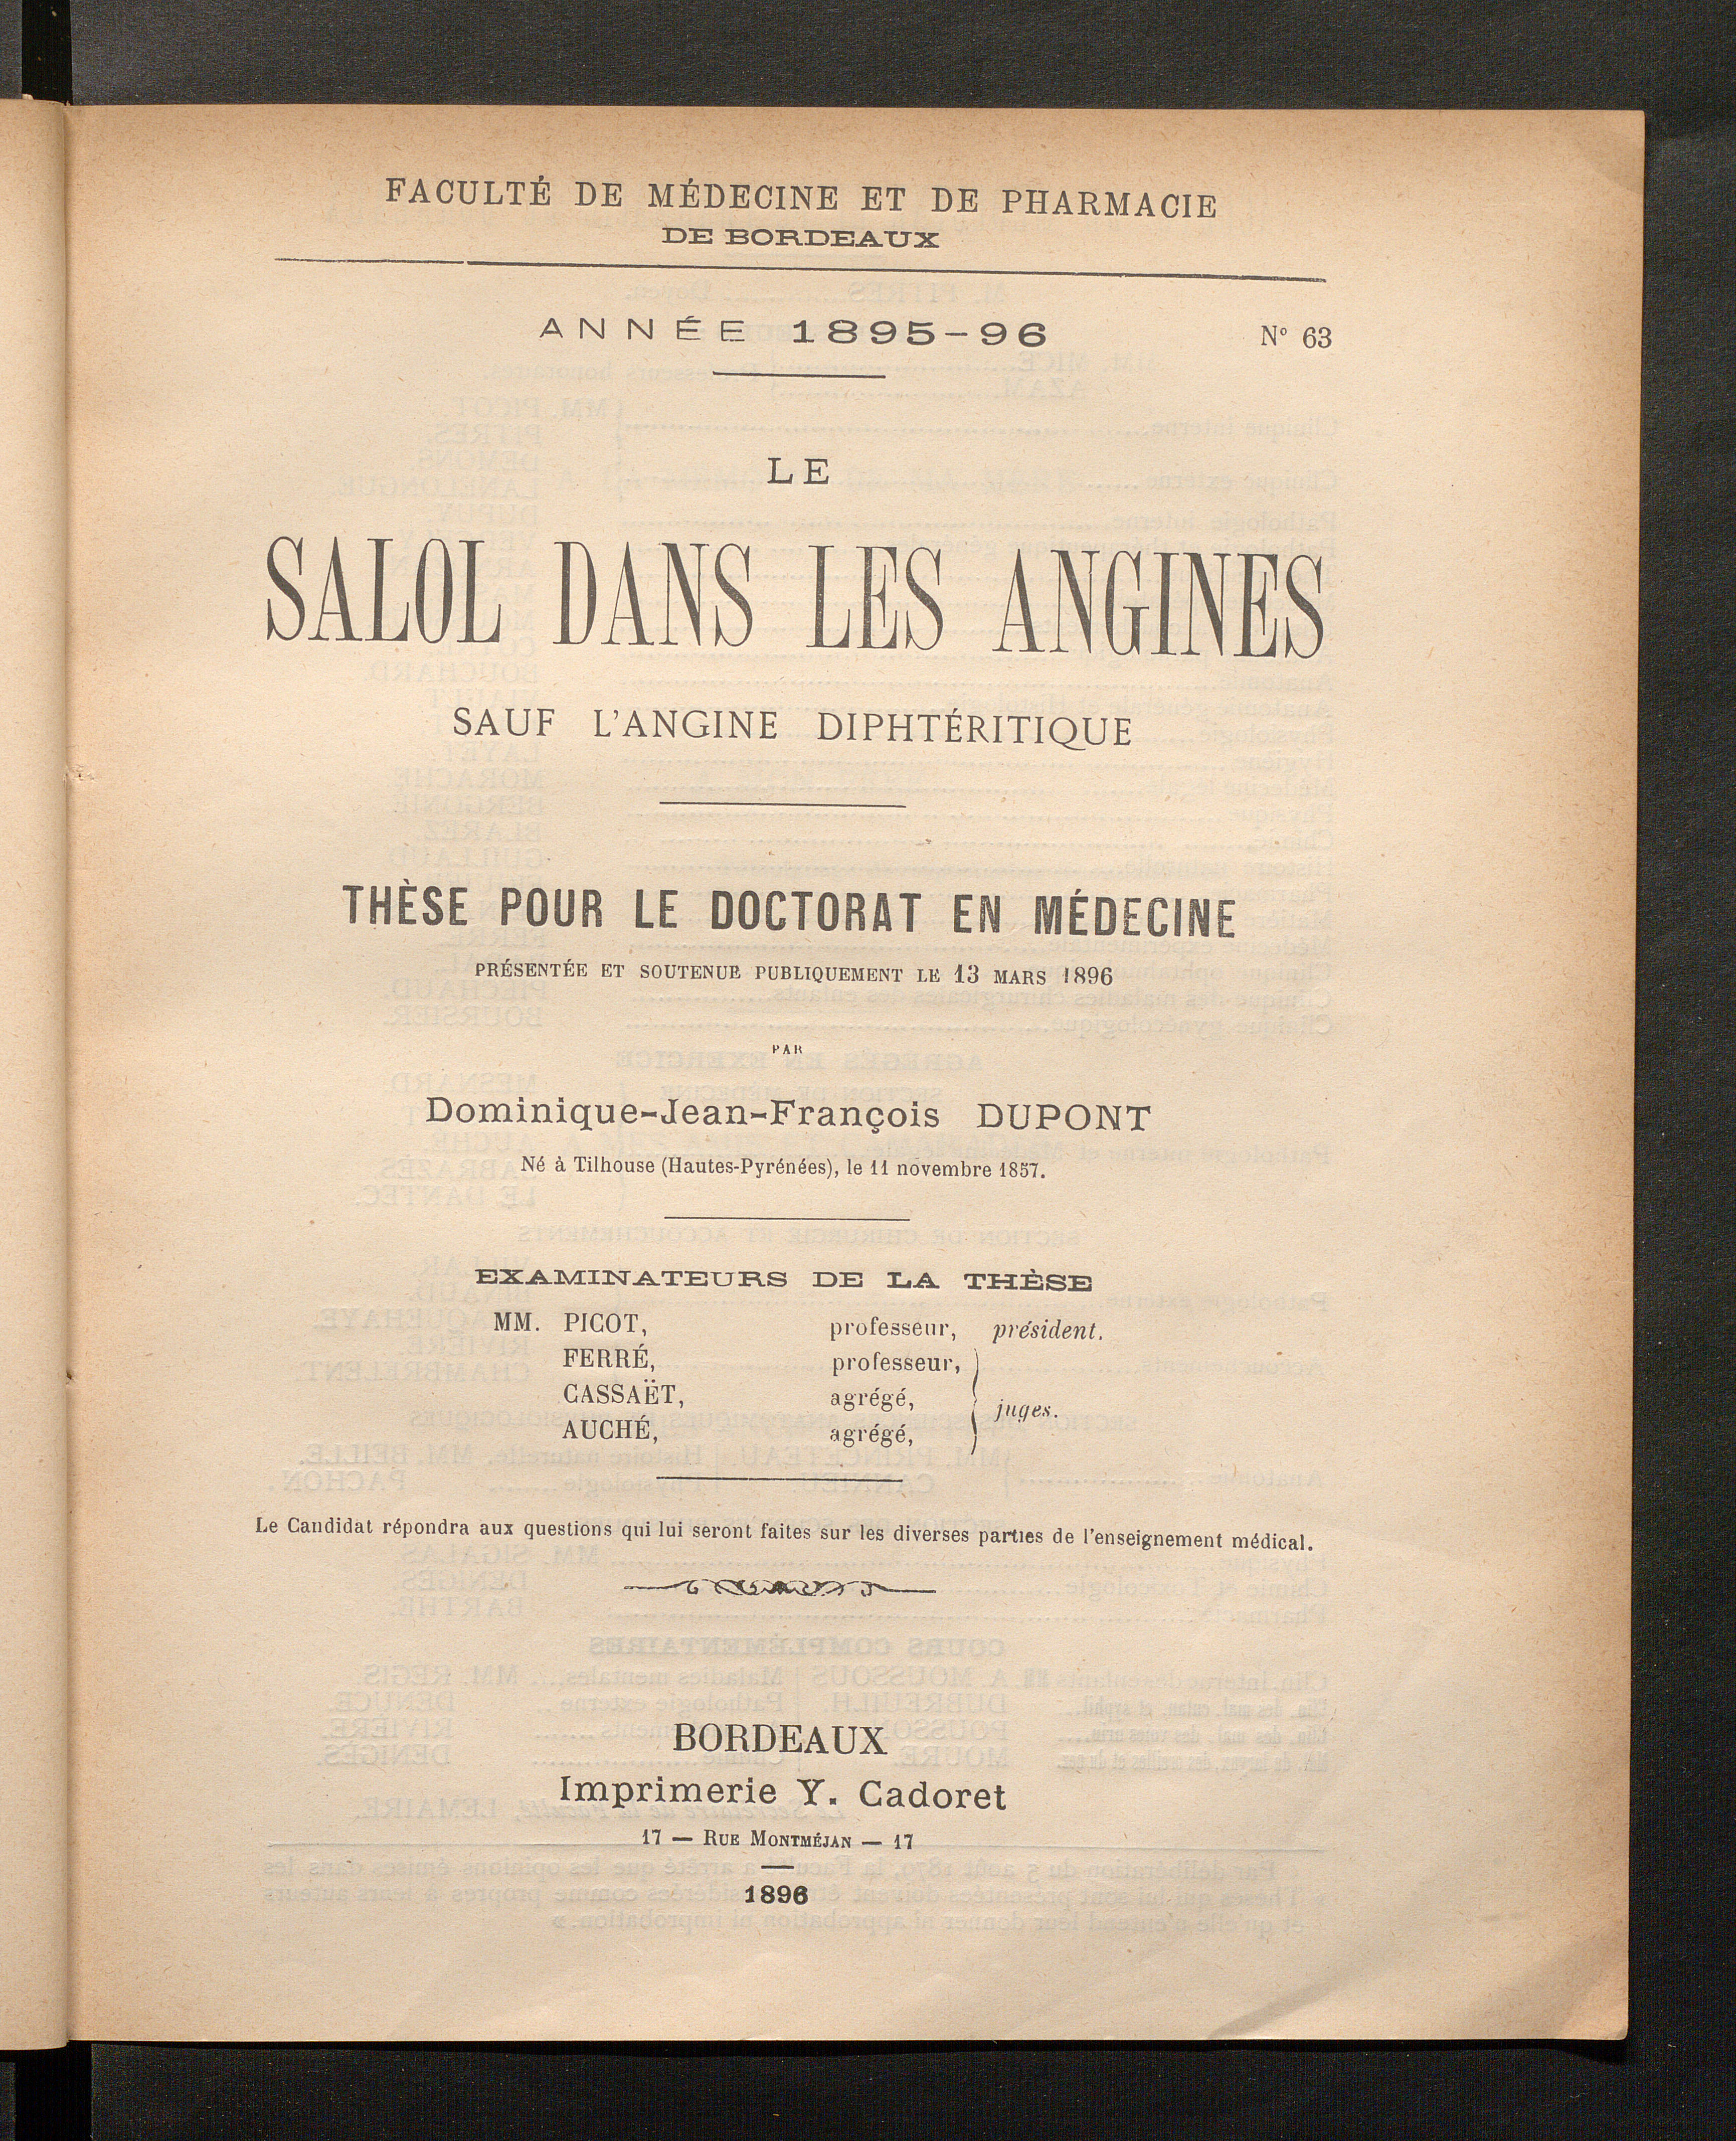 FACULTÉ DE MÉDECINE ET DE PHARMACIE
DE BORDEAUX
ANNÉE 1895-96 N° 63
LE
SALOL DANS LES ANGINES
SAUF L'ANGINE DIPHTÉRITIQUE
THÈSE POUR LE DOCTORAT EN MÉDECINE
PRÉSENTÉE ET SOUTENUE PUBLIQUEMENT LE 13 MARS 1896
PAR
Dominique-Jean-François DUPONT
Né à Tilhouse (Hautes-Pyrénées), le 11 novembre 1857.
EXAMINATEURS DE LA THÈSE
MM. PICOT, professeur, président.
FERRÉ, professeur,
CASSAËT, agrégé,
juges.
AUCHÉ, agrégé,
Le Candidat répondra aux questions qui lui seront faites sur les diverses parties de l'enseignement médical.
BORDEAUX
Imprimerie Y. Cadoret
17 — RUE MONTMÉJAN — 17
1896